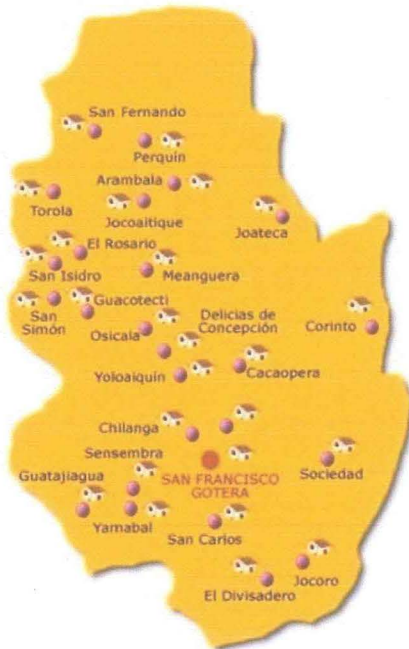 San Fernando
Perquín
Arambala
Torola
Jocoaitique
Joateca
El Rosario
San Isidro
Meanguera
Guacotecti
San
Simón
Osicala
Delicias de
Concepción
Corinto
Yoloaiquín
Cacaopera
Chilanga
Sensembra
SAN FRANCISCO
GOTERA
Sociedad
Guatajiagua
Yamabal
San Carlos
Jocoro
El Divisadero